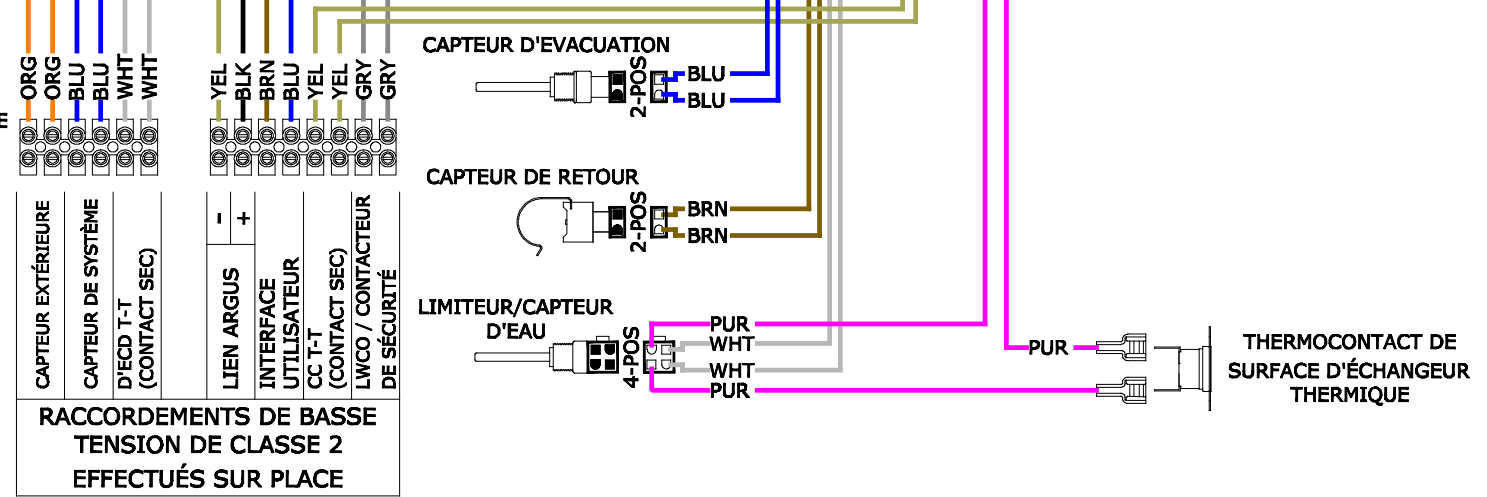 ORG
ORG
BLU
BLU
WHT
WHT
YEL
BLK
BRN
BLU
YEL
YEL
GRY
GRY
E
CAPTEUR EXTÉRIEURE
CAPTEUR DE SYSTÈME
D'ECD T-T
(CONTACT SEC)
- +
LIEN ARGUS
INTERFACE
UTILISATEUR
CC T-T
(CONTACT SEC)
LWCO / CONTACTEUR
DE SÉCURITÉ
RACCORDEMENTS DE BASSE
TENSION DE CLASSE 2
EFFECTUÉS SUR PLACE
CAPTEUR D'EVACUATION
2-POS
BLU
BLU
CAPTEUR DE RETOUR
2-POS
BRN
BRN
LIMITEUR/CAPTEUR
D'EAU
4-POS
PUR
WHT
WHT
PUR
PUR
THERMOCONTACT DE
SURFACE D'ÉCHANGEUR
THERMIQUE